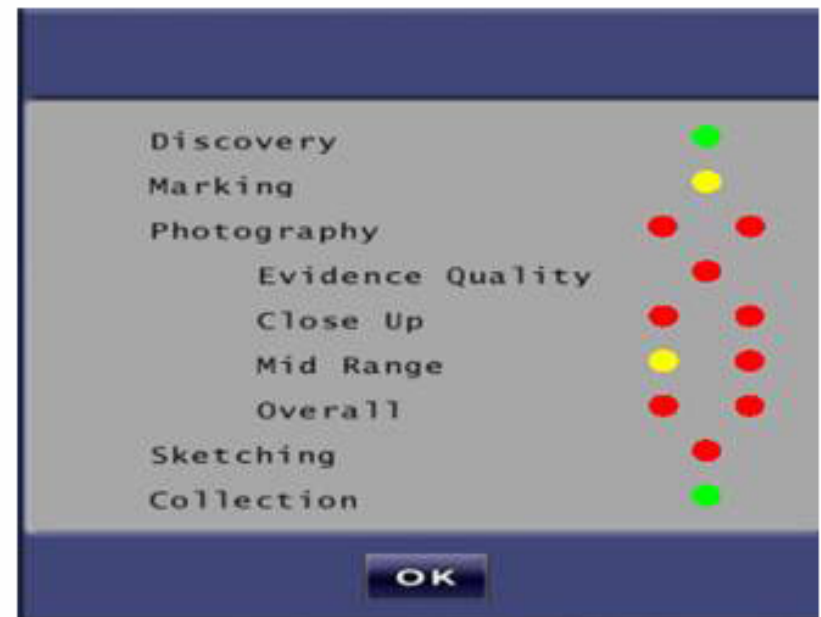 Discovery
Marking
Photography
Evidence Quality
Close Up
Mid Range
Overall
Sketching
Collection
OK